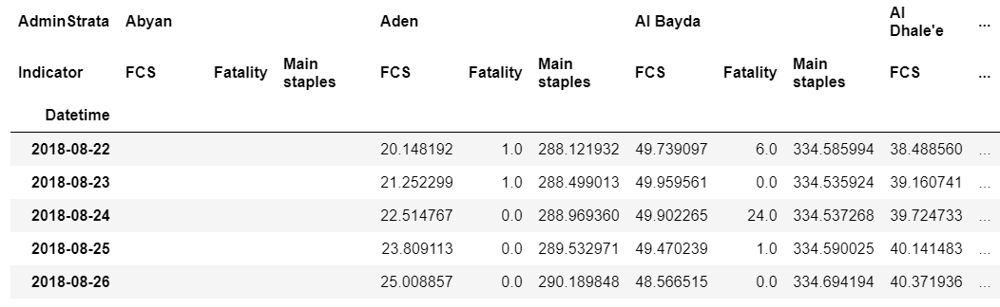 AdminStrata Abyan Aden Al Bayda Al Dhale'e ...
Indicator FCS Fatality Main staples FCS Fatality Main staples FCS Fatality Main staples FCS ...
Datetime
2018-08-22 20.148192 1.0 288.121932 49.739097 6.0 334.585994 38.488560 ...
2018-08-23 21.252299 1.0 288.499013 49.959561 0.0 334.535924 39.160741 ...
2018-08-24 22.514767 0.0 288.969360 49.902265 24.0 334.537268 39.724733 ...
2018-08-25 23.809113 0.0 289.532971 49.470239 1.0 334.590025 40.141483 ...
2018-08-26 25.008857 0.0 290.189848 48.566515 0.0 334.694194 40.371936 ...